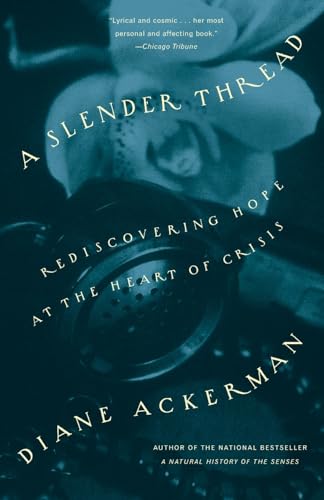 "Lyrical and cosmic . . . her most
personal and affecting book."
—Chicago Tribune
A SLENDER THREAD
REDISCOVERING HOPE
AT THE HEART OF CRISIS
DIANE ACKERMAN
AUTHOR OF THE NATIONAL BESTSELLER
A NATURAL HISTORY OF THE SENSES